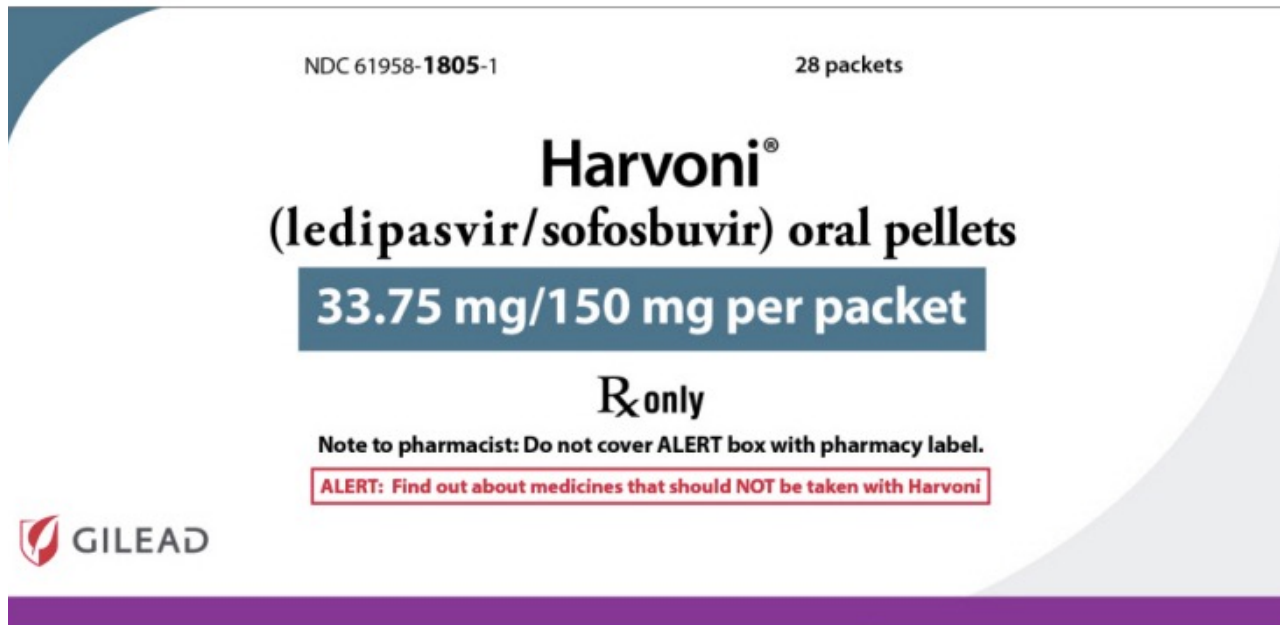 NDC 61958-1805-1
28 packets
Harvoni®
(ledipasvir/sofosbuvir) oral pellets
33.75 mg/150 mg per packet
Rx only
Note to pharmacist: Do not cover ALERT box with pharmacy label.
ALERT: Find out about medicines that should NOT be taken with Harvoni
GILEAD